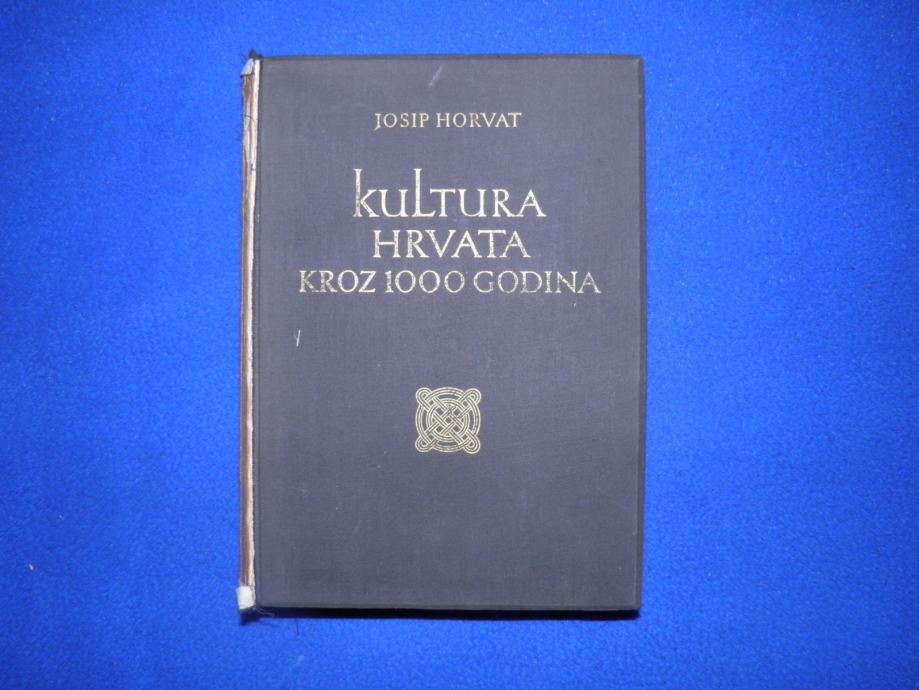 JOSIP HORVAT
kuLTURA
HRVATA
KROZ 1000 GODINA